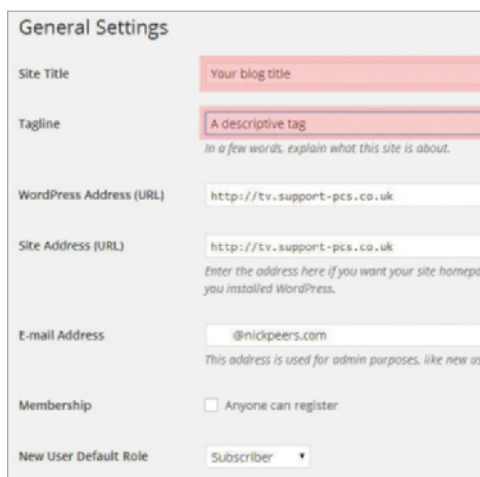 General Settings
Site Title
Your blog title
Tagline
A descriptive tag
In a few words, explain what this site is about.
WordPress Address (URL)
http://tv.support-pcs.co.uk
Site Address (URL)
http://tv.support-pcs.co.uk
Enter the address here if you want your site homep
you installed WordPress.
E-mail Address
@nickpeers.com
This address is used for admin purposes, like new us
Membership
Anyone can register
New User Default Role
Subscriber